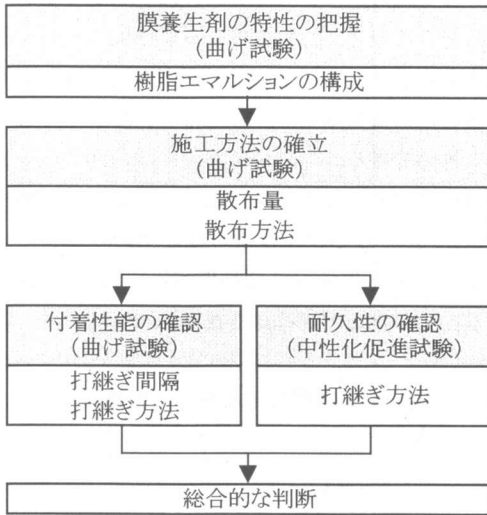 膜養生剤の特性の把握
（曲げ試験）
樹脂エマルションの構成
施工方法の確立
（曲げ試験）
散布量
散布方法
付着性能の確認
（曲げ試験）
打継ぎ間隔
打継ぎ方法
耐久性の確認
（中性化促進試験）
打継ぎ方法
総合的な判断